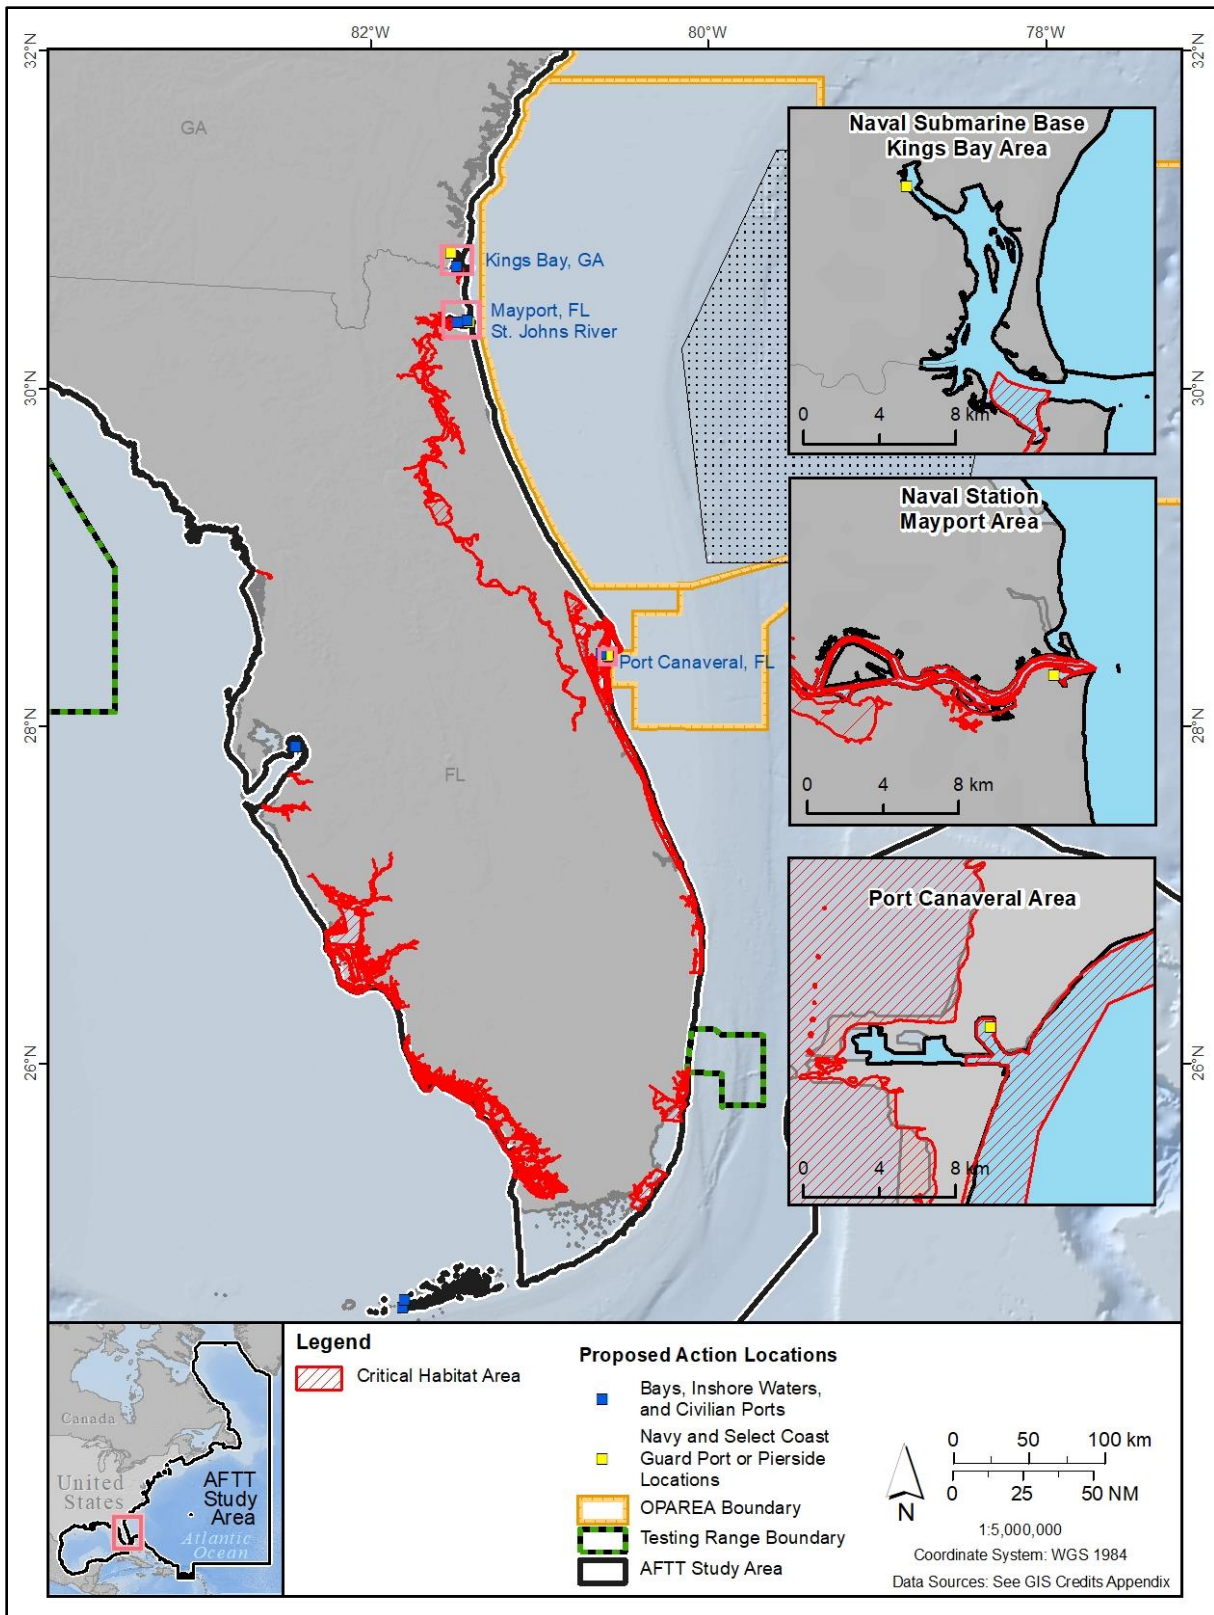 82°W
80°W
78°W
32°N
32°N
GA
Naval Submarine Base
Kings Bay Area
0
4
8 km
Kings Bay, GA
Mayport, FL
St. Johns River
30°N
30°N
Naval Station
Mayport Area
0
4
8 km
Port Canaveral, FL
28°N
28°N
FL
Port Canaveral Area
0
4
8 km
26°N
26°N
Canada
United
States
AFTT
Study
Area
Atlantic
Ocean
Legend
Critical Habitat Area
Proposed Action Locations
Bays, Inshore Waters,
and Civilian Ports
Navy and Select Coast
Guard Port or Pierside
Locations
OPAREA Boundary
Testing Range Boundary
AFTT Study Area
N
0 50 100 km
0 25 50 NM
1:5,000,000
Coordinate System: WGS 1984
Data Sources: See GIS Credits Appendix